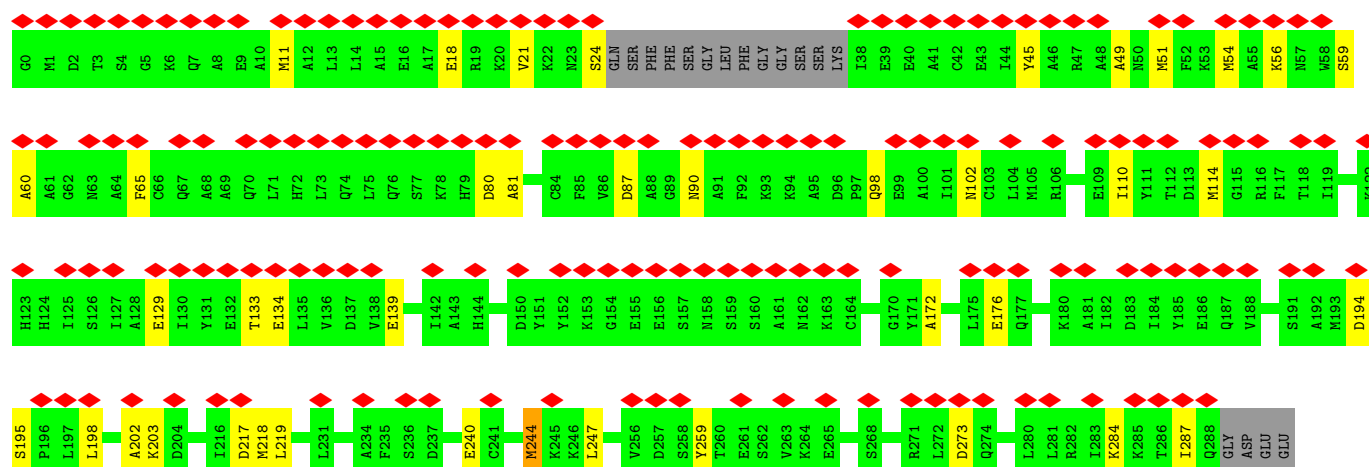 G0 M1 D2 T3 S4 G5 K6 Q7 A8 E9 A10 M11 A12 L13 L14 A15 E16 A17 E18 R19 K20 V21 K22 N23 S24 GLN SER PHE PHE SER GLY LEU PHE GLY GLY SER SER LYS I38 E39 E40 A41 C42 E43 I44 Y45 A46 R47 A48 A49 N50 M51 F52 K53 M54 A55 K56 N57 W58 S59
A60 A61 G62 N63 A64 F65 C66 Q67 A68 A69 Q70 L71 H72 L73 Q74 L75 Q76 S77 K78 H79 D80 A81 C84 F85 V86 D87 A88 G89 N90 A91 F92 K93 K94 A95 D96 P97 Q98 E99 A100 I101 N102 C103 L104 M105 R106 E109 I110 Y111 T112 D113 M114 G115 R116 F117 T118 I119
H123 H124 I125 S126 I127 A128 E129 I130 Y131 E132 T133 E134 L135 V136 D137 V138 E139 I142 A143 H144 D150 Y151 Y152 K153 G154 E155 E156 S157 N158 S159 S160 A161 N162 K163 C164 G170 Y171 A172 L175 E176 Q177 K180 A181 I182 D183 I184 Y185 E186 Q187 V188 S191 A192 M193 D194
S195 P196 L197 L198 A202 K203 D204 I216 D217 M218 L219 L231 A234 F235 S236 D237 E240 C241 M244 K245 K246 L247 V256 D257 S258 Y259 T260 E261 S262 V263 K264 E265 S268 R271 L272 D273 Q274 L280 L281 R282 I283 K284 K285 T286 I287 Q288 GLY ASP GLU GLU